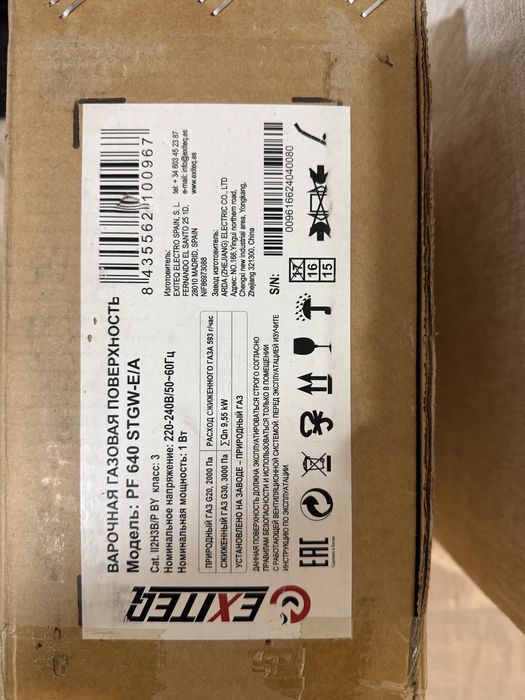 EXITEQ
ВАРОЧНАЯ ГАЗОВАЯ ПОВЕРХНОСТЬ
Модель: PF 640 STGW-E/A
Cat. II2H3B/P BY класс: 3
Номинальное напряжение: 220-240В/50~60Гц
Номинальная мощность: 1 Вт
ПРИРОДНЫЙ ГАЗ G20, 2000 Па РАСХОД СЖИЖЕННОГО ГАЗА 593 г/час
СЖИЖЕННЫЙ ГАЗ G30, 3000 Па ∑Qn 9,55 kW
УСТАНОВЛЕНО НА ЗАВОДЕ – ПРИРОДНЫЙ ГАЗ
ДАННАЯ ПОВЕРХНОСТЬ ДОЛЖНА ЭКСПЛУАТИРОВАТЬСЯ СТРОГО СОГЛАСНО
ПРАВИЛАМ БЕЗОПАСНОСТИ И ИСПОЛЬЗОВАТЬСЯ ТОЛЬКО В ПОМЕЩЕНИИ
С РАБОТАЮЩЕЙ ВЕНТИЛЯЦИОННОЙ СИСТЕМОЙ. ПЕРЕД ЭКСПЛУАТАЦИЕЙ ИЗУЧИТЕ
ИНСТРУКЦИЮ ПО ЭКСПЛУАТАЦИИ.
EAC
8 435562 100967
Изготовитель:
EXITEQ ELECTRO SPAIN, S. L.
FERNANDO EL SANTO 25 1D,
28010 MADRID, SPAIN
NIF:B66973088
tel: + 34 603 45 23 87
e-mail: info@exiteq.es
www.exiteq.es
Завод изготовитель:
ARDA (ZHEJIANG) ELECTRIC CO., LTD
Адрес: NO.166,Yingui northern road,
Chengxi new industrial area, Yongkang,
Zhejiang 321300, China
S/N:
0096166240400​80
17
16
15